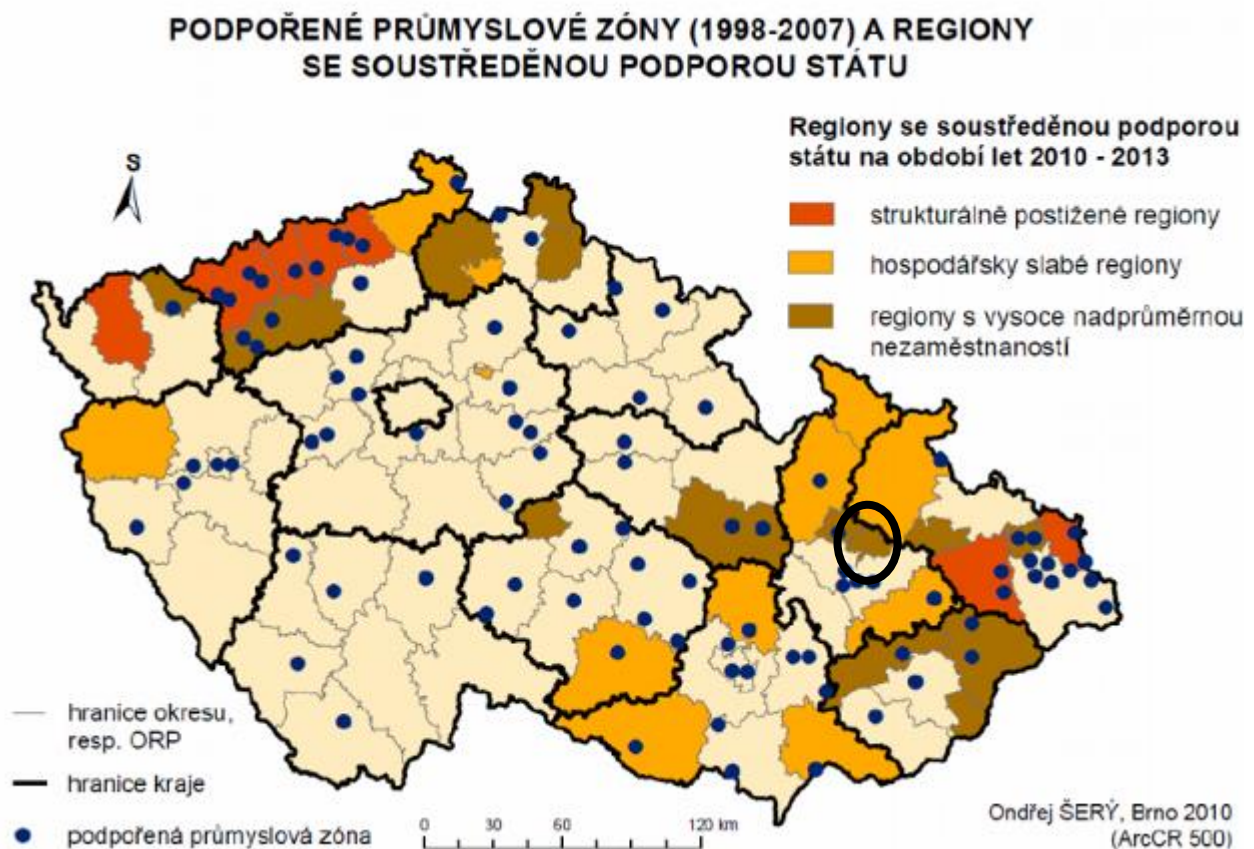 PODPOŘENÉ PRŮMYSLOVÉ ZÓNY (1998-2007) A REGIONY
SE SOUSTŘEDĚNOU PODPOROU STÁTU
Regiony se soustředěnou podporou
státu na období let 2010 - 2013
S
strukturálně postižené regiony
hospodářsky slabé regiony
regiony s vysoce nadprůměrnou
nezaměstnaností
hranice okresu,
resp. ORP
hranice kraje
podpořená průmyslová zóna
0 30 60 120 km
Ondřej ŠERÝ, Brno 2010
(ArcCR 500)